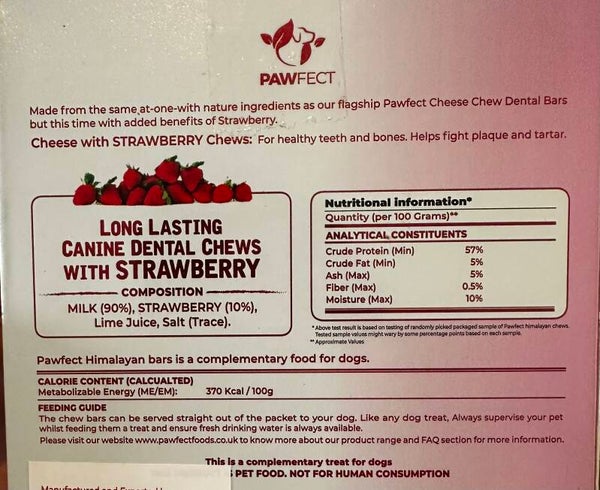 PAWFECT
Made from the same at-one-with nature ingredients as our flagship Pawfect Cheese Chew Dental Bars
but this time with added benefits of Strawberry.
Cheese with STRAWBERRY Chews: For healthy teeth and bones. Helps fight plaque and tartar.
LONG LASTING
CANINE DENTAL CHEWS
WITH STRAWBERRY
COMPOSITION
MILK (90%), STRAWBERRY (10%),
Lime Juice, Salt (Trace).
Nutritional information*
Quantity (per 100 Grams)**
ANALYTICAL CONSTITUENTS
Crude Protein (Min) 57%
Crude Fat (Min) 5%
Ash (Max) 5%
Fiber (Max) 0.5%
Moisture (Max) 10%
* Above test result is based on testing of randomly picked packaged sample of Pawfect himalayan chews.
Tested sample values might vary by some percentage points based on each sample.
** Approximate Values
Pawfect Himalayan bars is a complementary food for dogs.
CALORIE CONTENT (CALCUALTED)
Metabolizable Energy (ME/EM): 370 Kcal / 100g
FEEDING GUIDE
The chew bars can be served straight out of the packet to your dog. Like any dog treat, Always supervise your pet
whilst feeding them a treat and ensure fresh drinking water is always available.
Please visit our website www.pawfectfoods.co.uk to know more about our product range and FAQ section for more information.
This is a complementary treat for dogs
PET FOOD. NOT FOR HUMAN CONSUMPTION